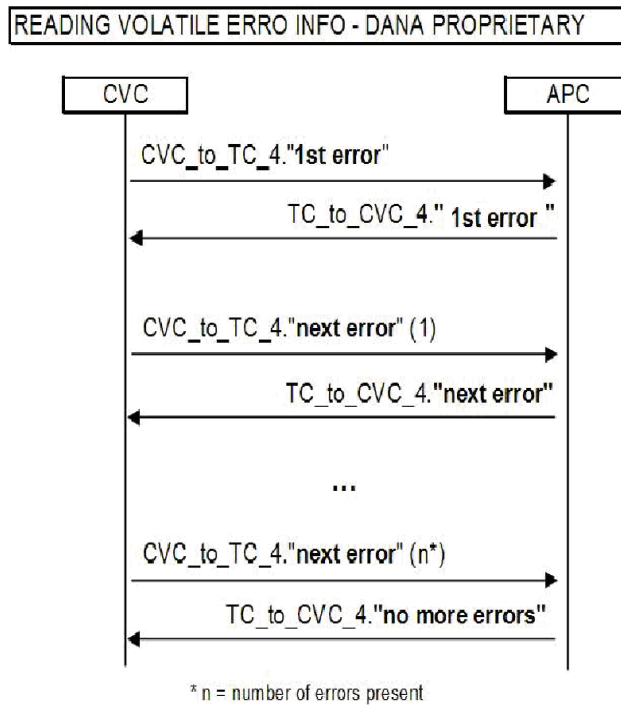 READING VOLATILE ERRO INFO - DANA PROPRIETARY
CVC
APC
CVC_to_TC_4."1st error"
TC_to_CVC_4." 1st error "
CVC_to_TC_4."next error" (1)
TC_to_CVC_4."next error"
...
CVC_to_TC_4."next error" (n*)
TC_to_CVC_4."no more errors"
* n = number of errors present